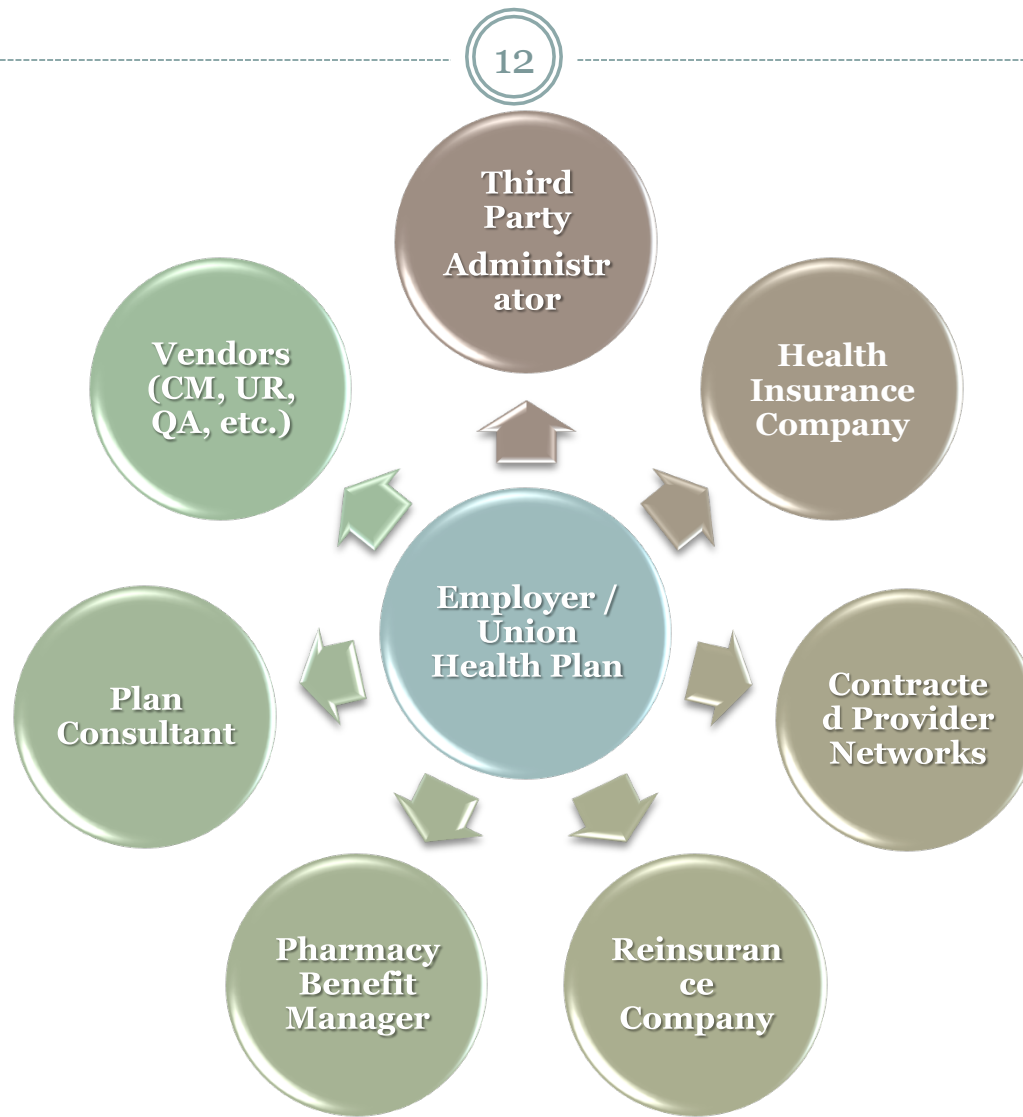 12
Third
Party
Administr
ator
Health
Insurance
Company
Contracte
d Provider
Networks
Reinsuran
ce
Company
Pharmacy
Benefit
Manager
Plan
Consultant
Vendors
(CM, UR,
QA, etc.)
Employer /
Union
Health Plan